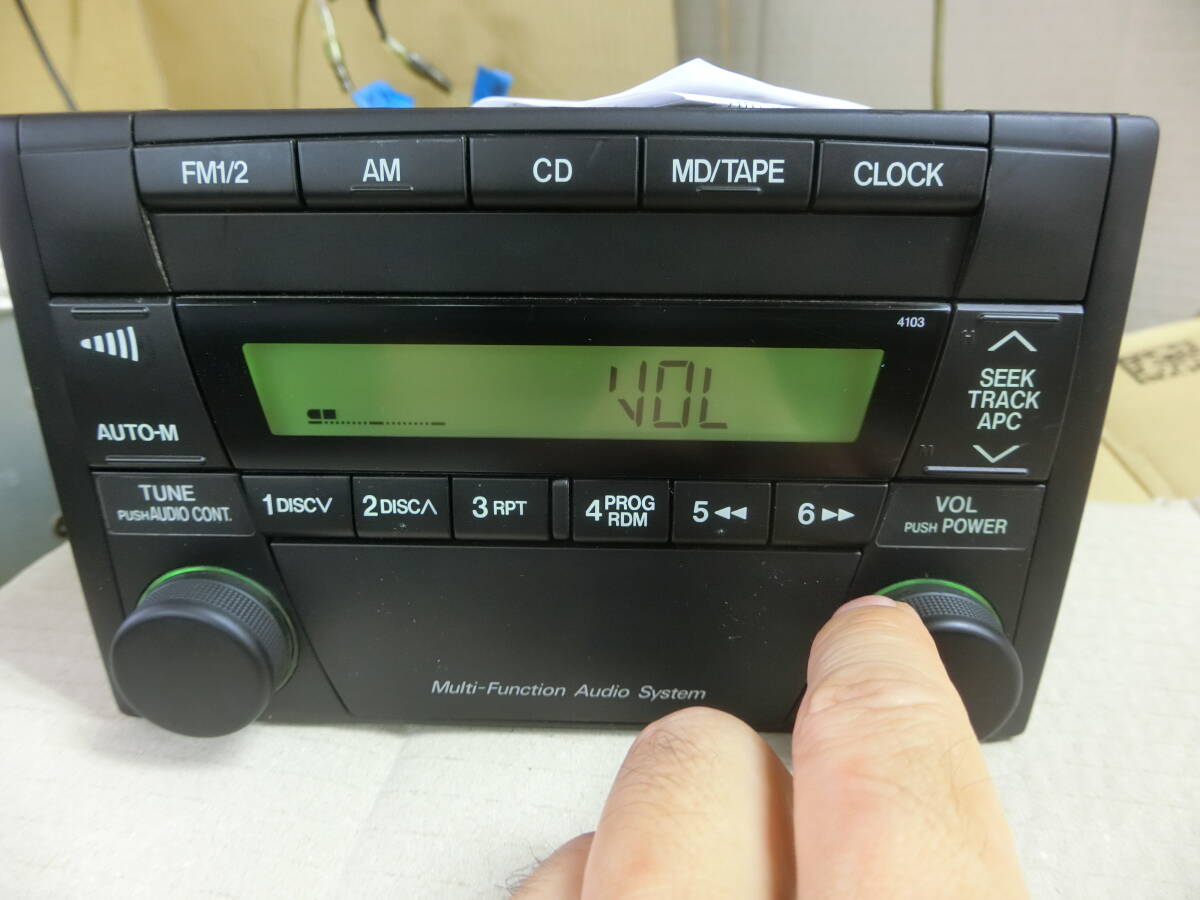 FM1/2
AM
CD
MD/TAPE
CLOCK
4103
VOL
SEEK
TRACK
APC
AUTO-M
TUNE
PUSH AUDIO CONT.
1 DISC∨
2 DISC∧
3 RPT
4 PROG
RDM
5 ◀◀
6 ▶▶
VOL
PUSH POWER
Multi-Function Audio System